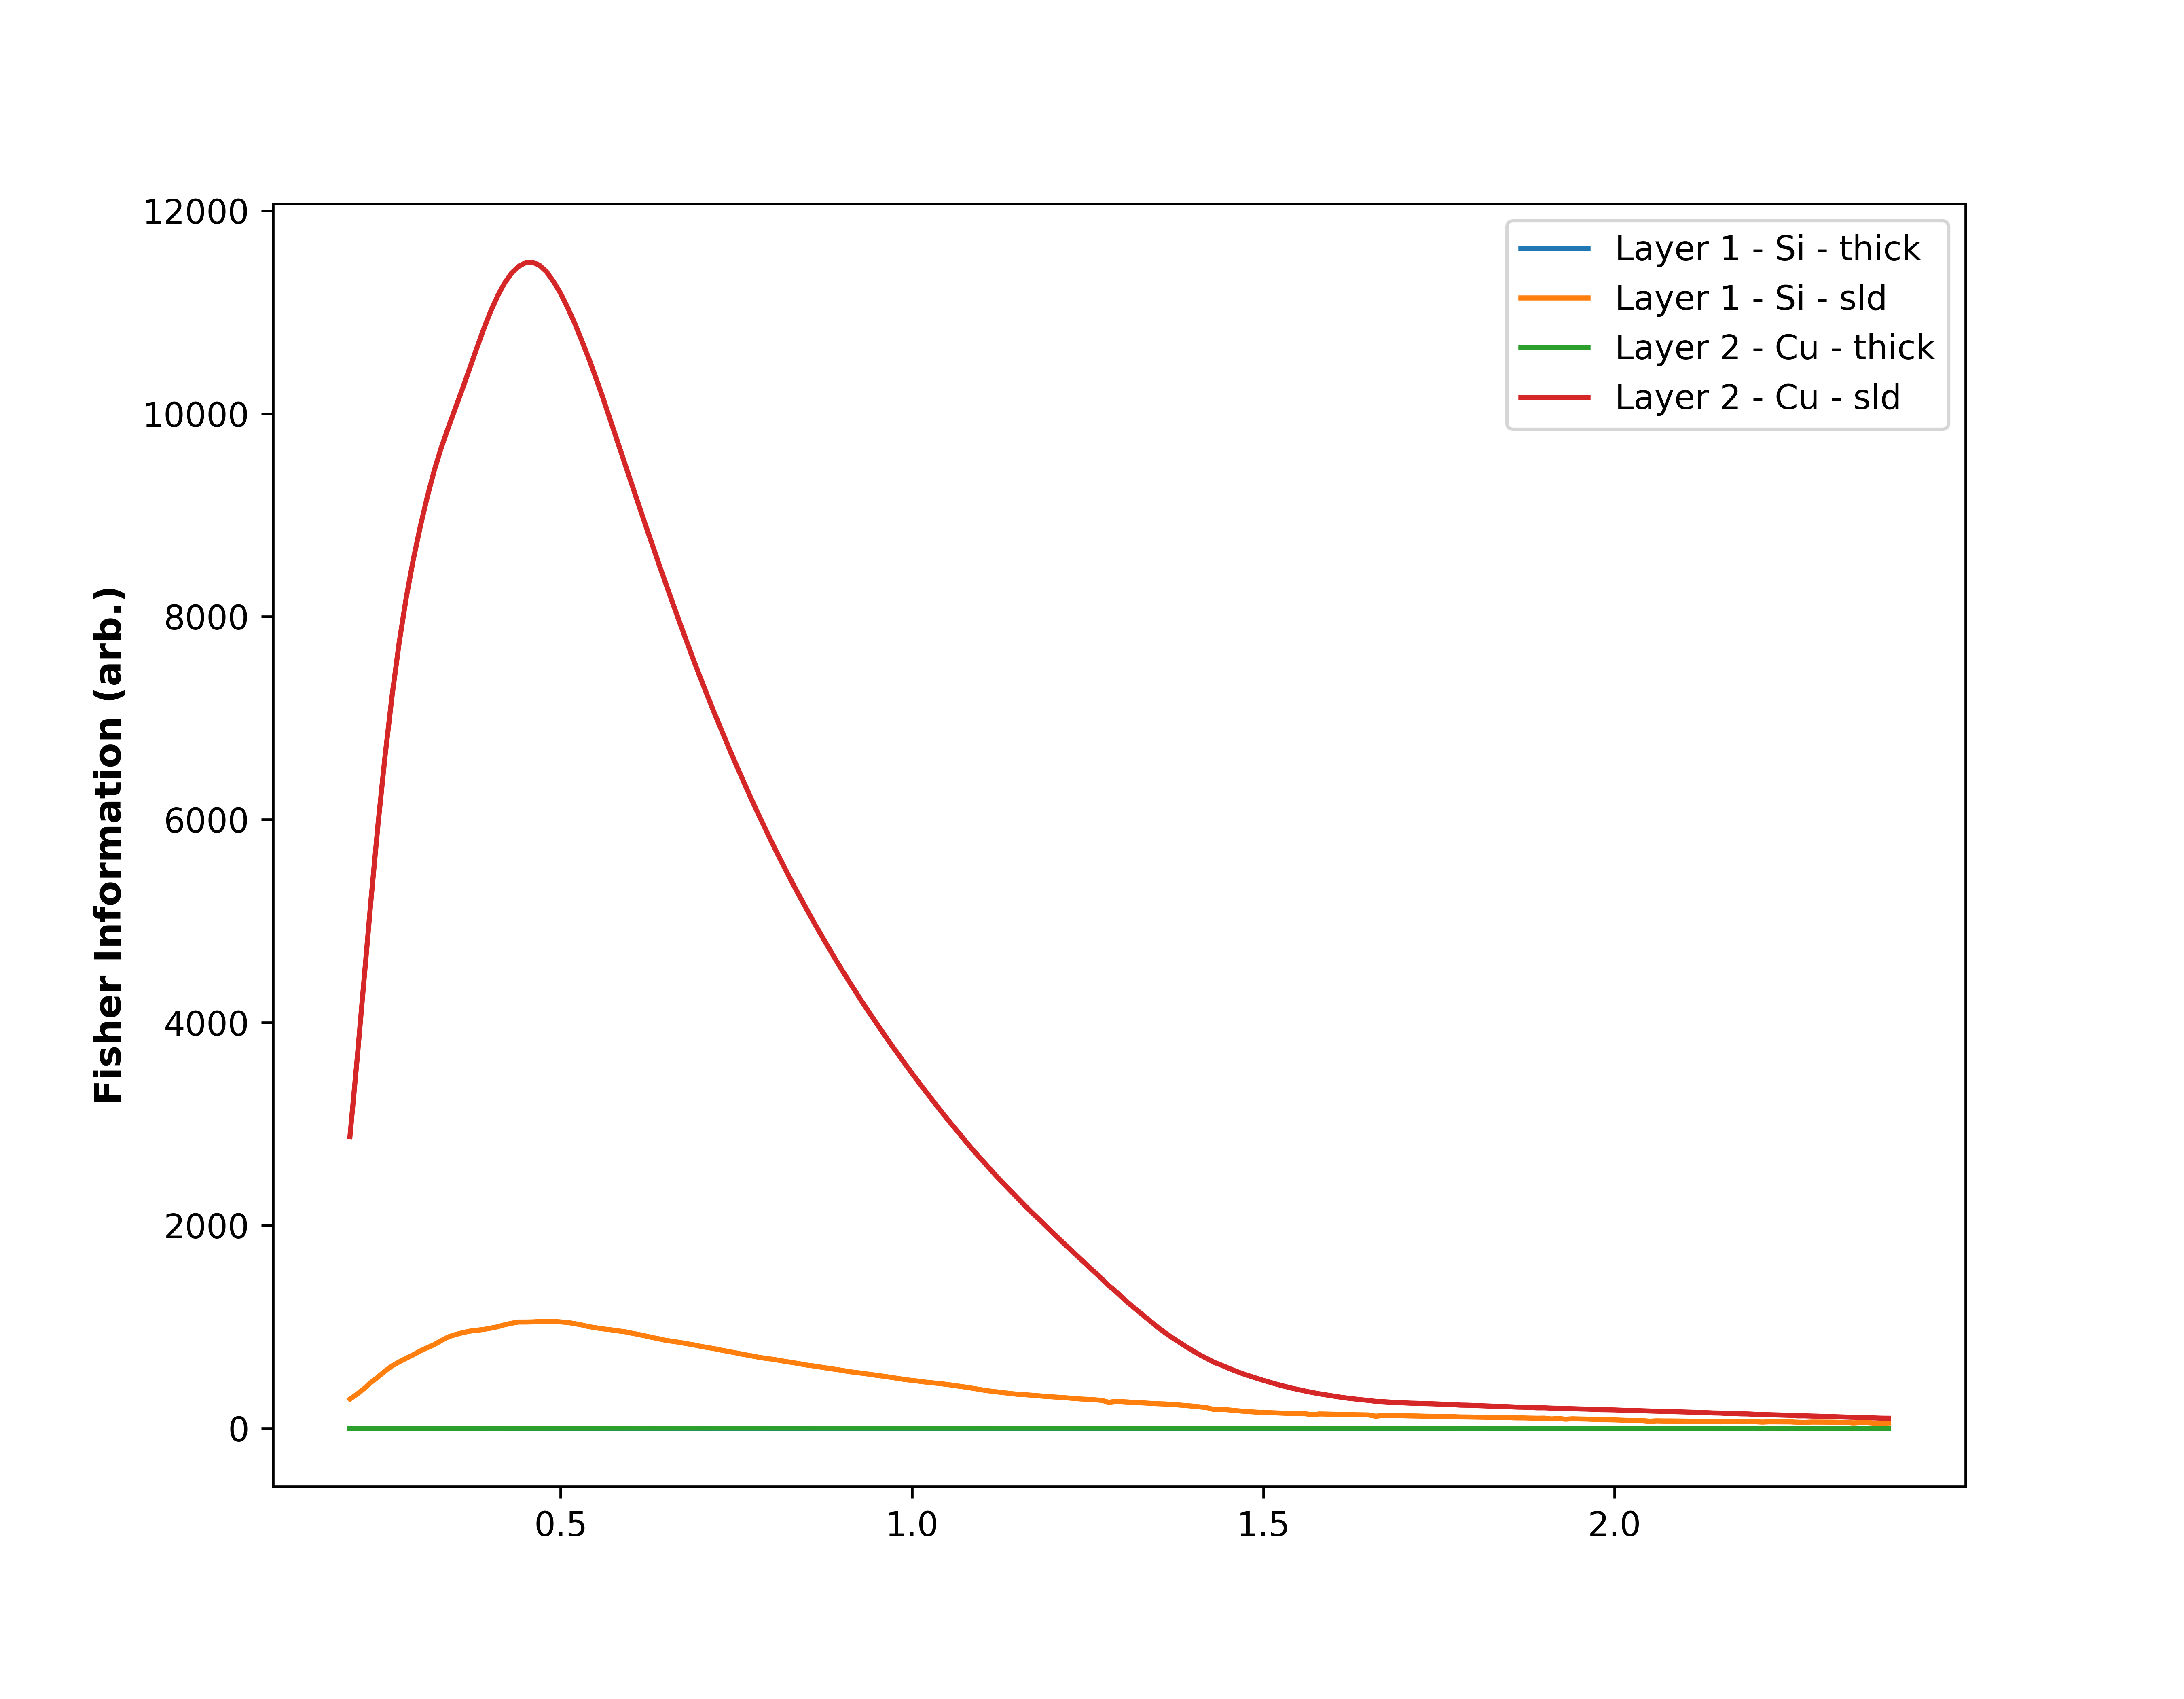 12000
10000
8000
6000
4000
2000
0
Fisher Information (arb.)
Layer 1 - Si - thick
Layer 1 - Si - sld
Layer 2 - Cu - thick
Layer 2 - Cu - sld
0.5 1.0 1.5 2.0